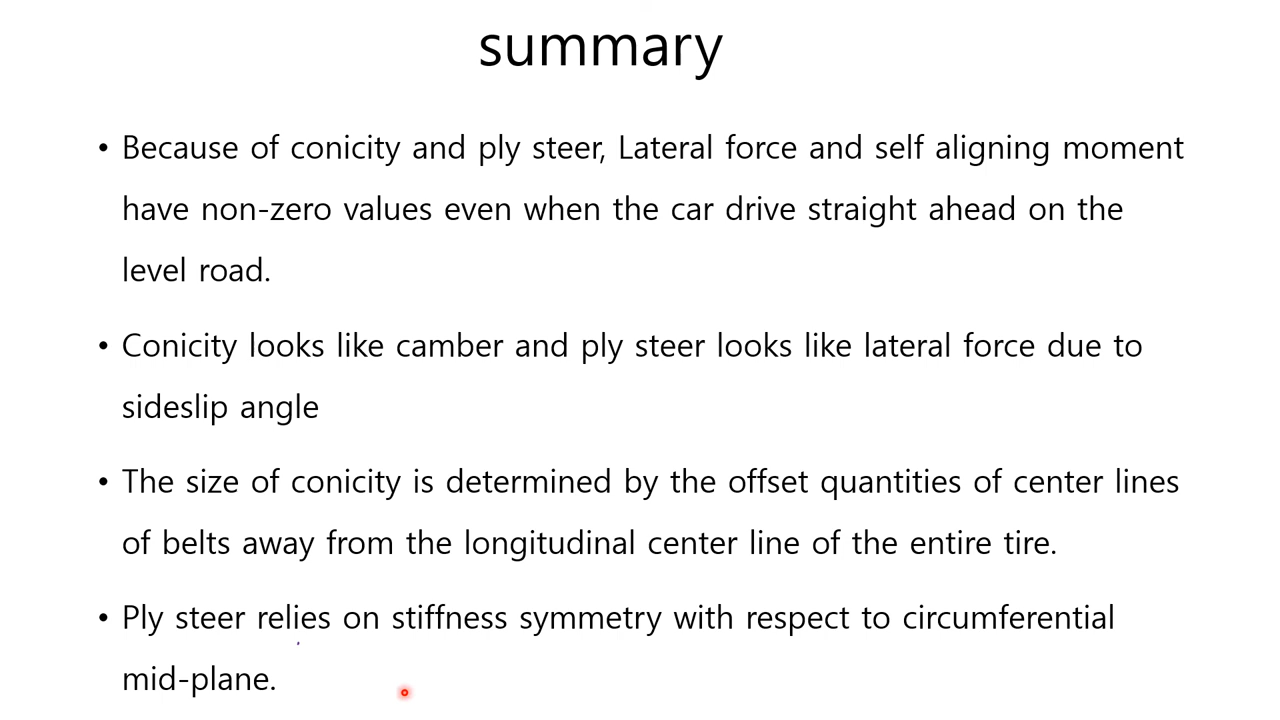 summary
• Because of conicity and ply steer, Lateral force and self aligning moment
have non-zero values even when the car drive straight ahead on the
level road.
• Conicity looks like camber and ply steer looks like lateral force due to
sideslip angle
• The size of conicity is determined by the offset quantities of center lines
of belts away from the longitudinal center line of the entire tire.
• Ply steer relies on stiffness symmetry with respect to circumferential
mid-plane.